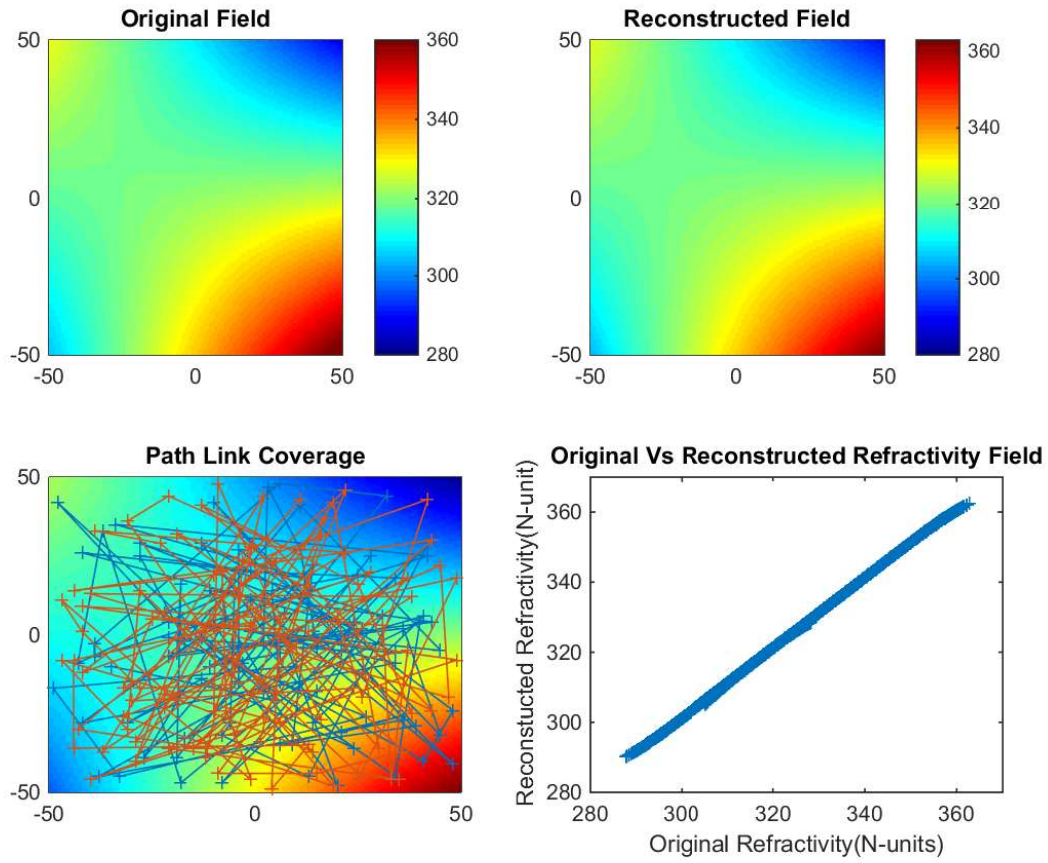 Original Field
50
0
-50
-50 0 50
360
340
320
300
280
Reconstructed Field
50
0
-50
-50 0 50
360
340
320
300
280
Path Link Coverage
50
0
-50
-50 0 50
Original Vs Reconstructed Refractivity Field
Reconstucted Refractivity(N-unit)
360
340
320
300
280
280 300 320 340 360
Original Refractivity(N-units)